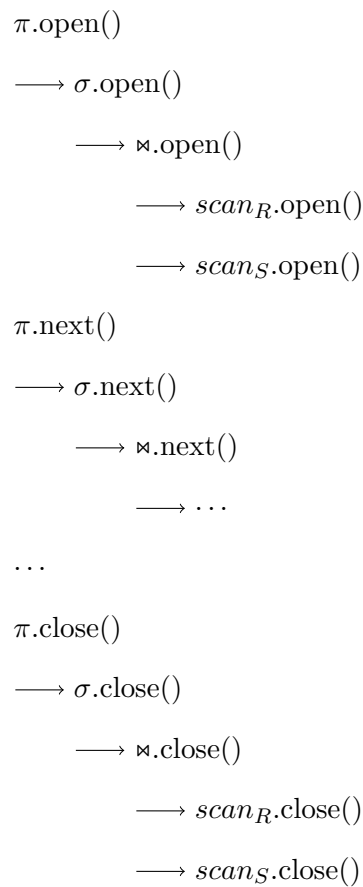 π.open()
⟶ σ.open()
⟶ ⋈.open()
⟶ scan_R.open()
⟶ scan_S.open()
π.next()
⟶ σ.next()
⟶ ⋈.next()
⟶ ···
...
π.close()
⟶ σ.close()
⟶ ⋈.close()
⟶ scan_R.close()
⟶ scan_S.close()